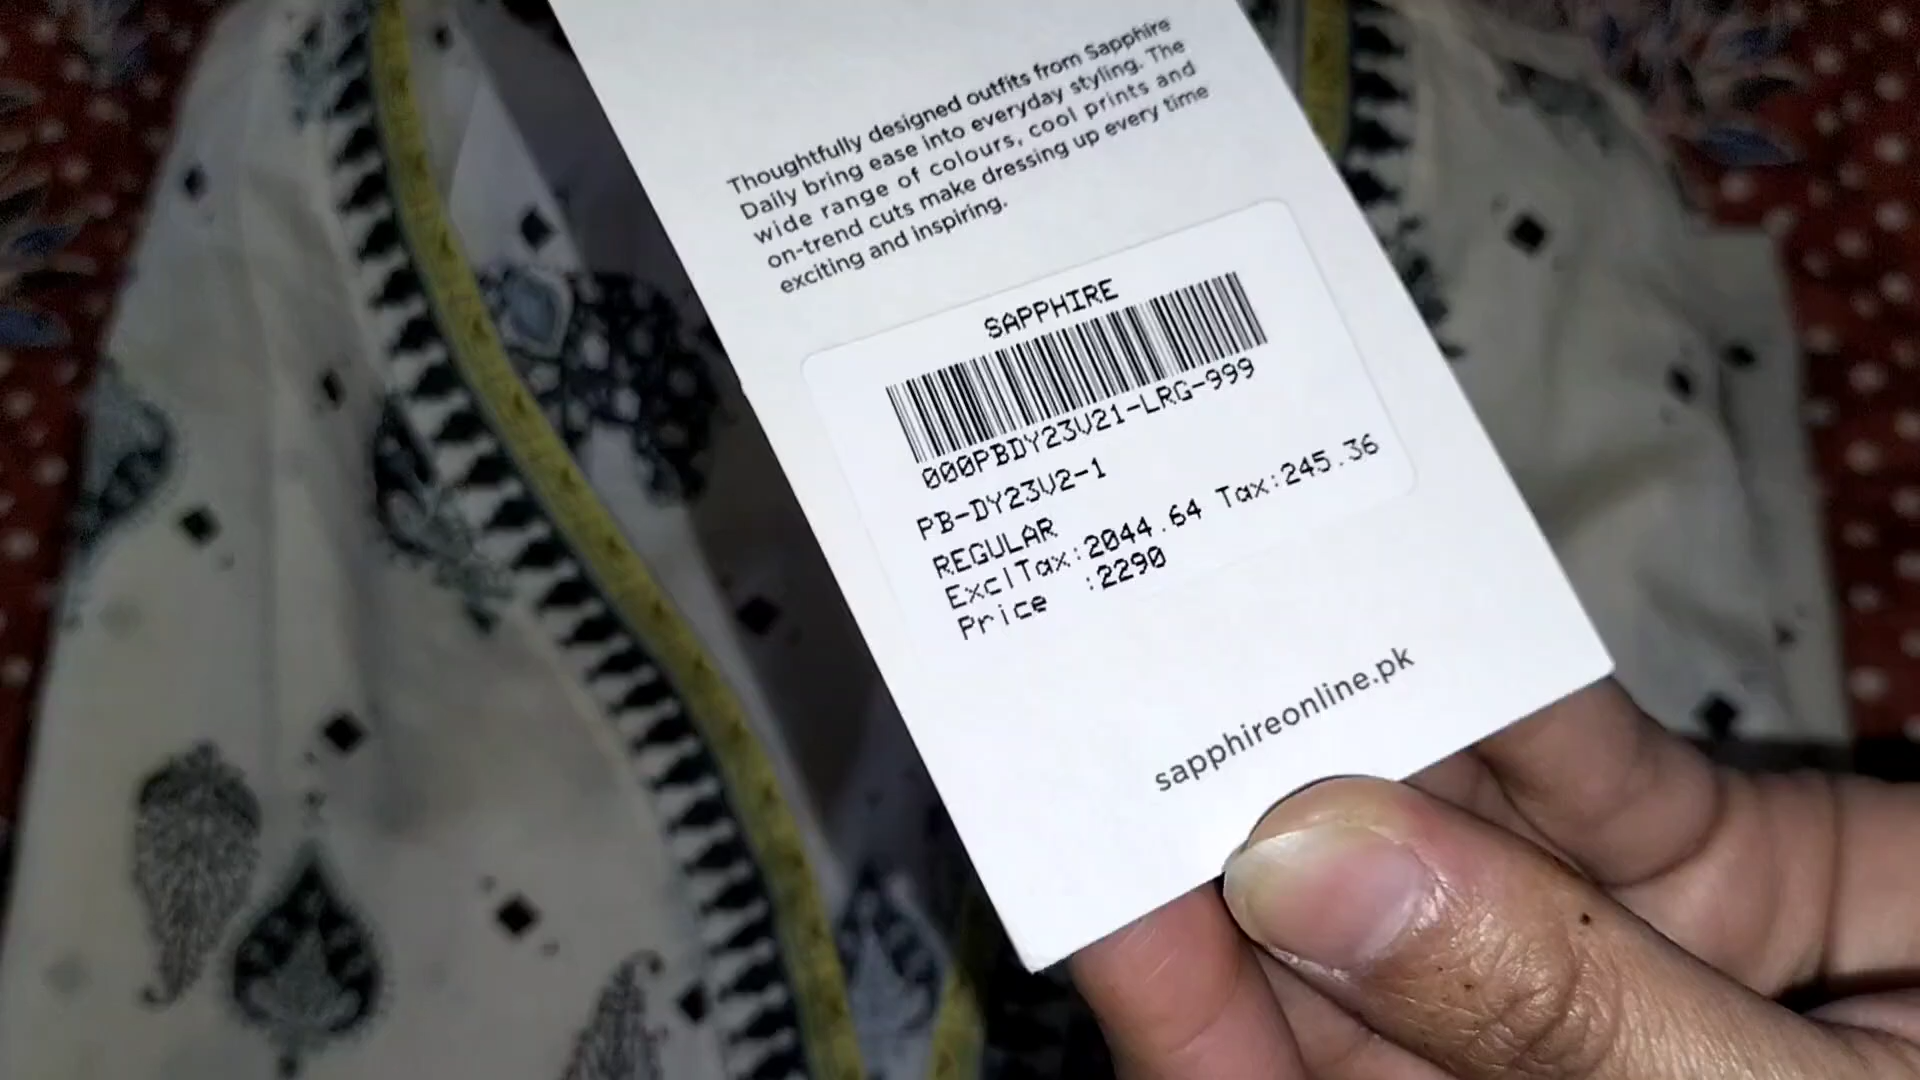 Thoughtfully designed outfits from Sapphire
Daily bring ease into everyday styling. The
wide range of colours, cool prints and
on-trend cuts make dressing up every time
exciting and inspiring.
SAPPHIRE
000PBDY23V21-LRG-999
PB-DY23V2-1
REGULAR
ExclTax:2044.64 Tax:245.36
Price :2290
sapphireonline.pk